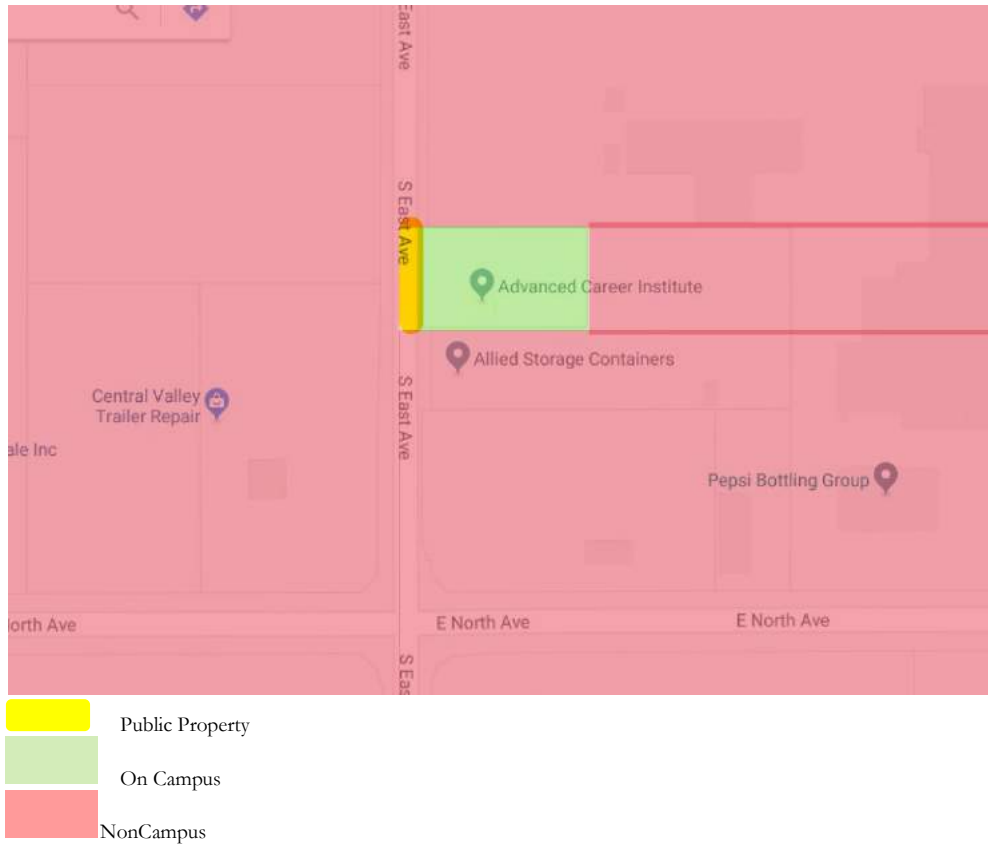 East Ave
S East Ave
Advanced Career Institute
Allied Storage Containers
S East Ave
Central Valley
Trailer Repair
ale Inc
Pepsi Bottling Group
orth Ave
E North Ave
E North Ave
S Eas
Public Property
On Campus
NonCampus